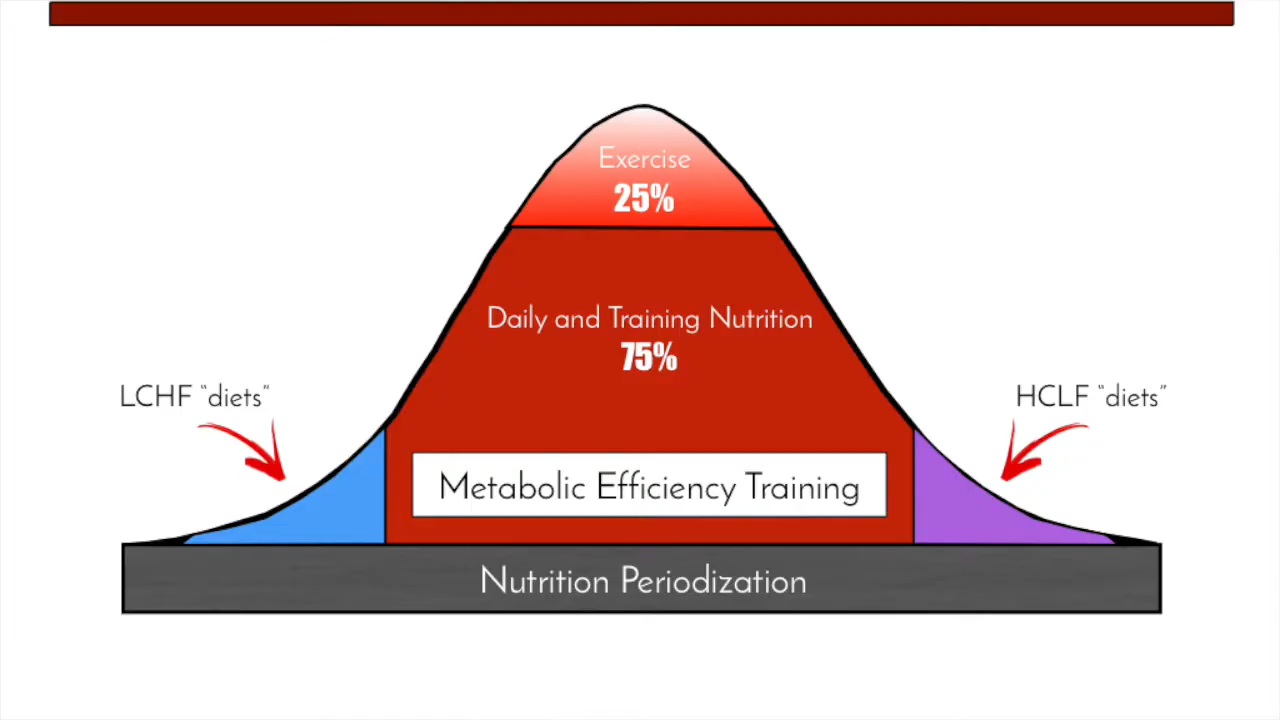 Exercise
25%
Daily and Training Nutrition
75%
LCHF “diets”
HCLF “diets”
Metabolic Efficiency Training
Nutrition Periodization